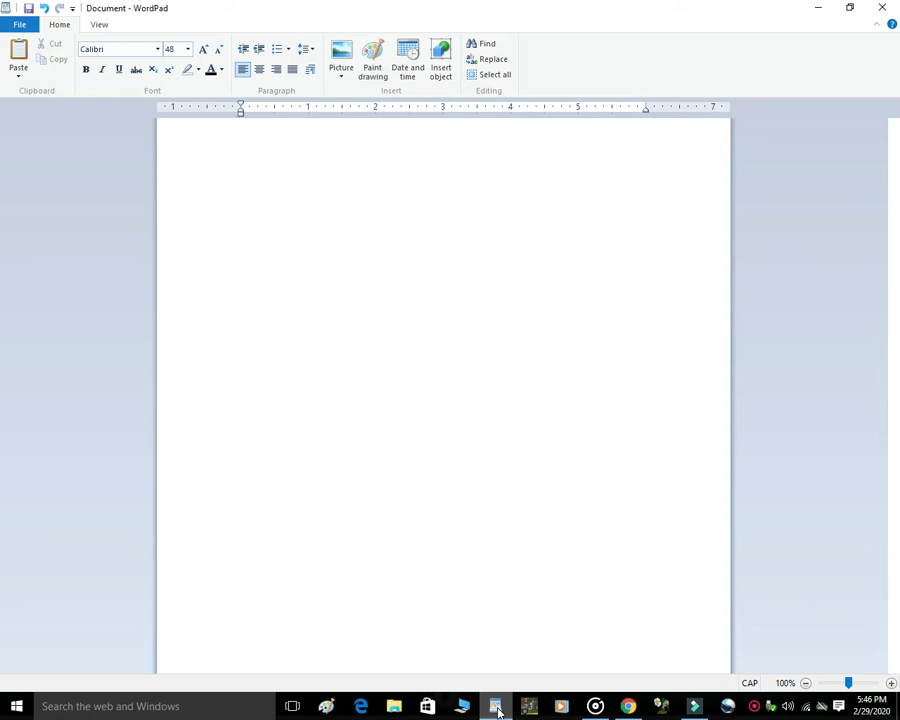 Document - WordPad
File Home View
Paste
Cut
Copy
Clipboard
Calibri 48
Font
Paragraph
Picture
Paint drawing
Date and time
Insert object
Insert
Find
Replace
Select all
Editing
1 1 2 3 4 5 7
CAP 100%
Search the web and Windows
5:46 PM
2/29/2020